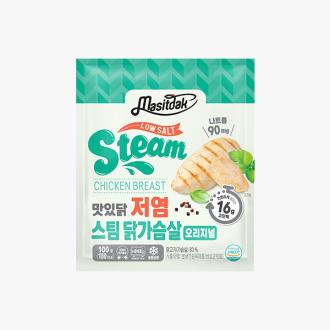 Masitdak
LOW SALT
Steam
CHICKEN BREAST
나트륨
90mg
맛있닭 저염
스팀 닭가슴살 오리지널
16g
100g